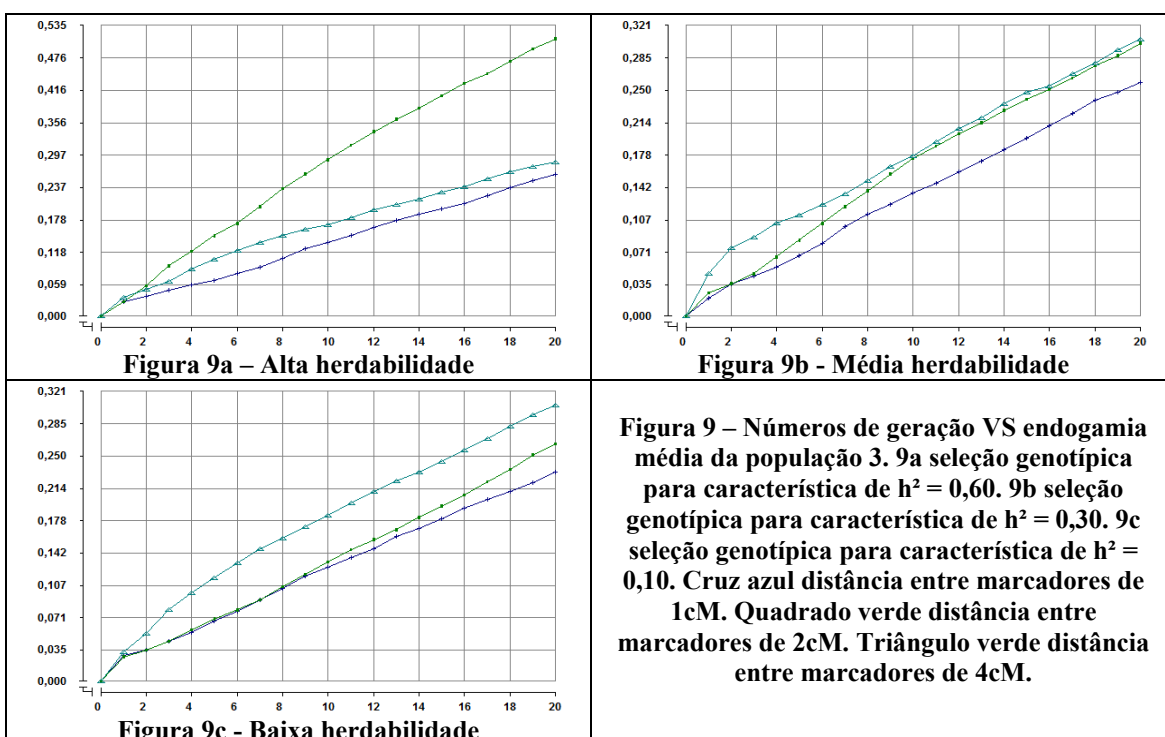 0,535
0,476
0,416
0,356
0,297
0,237
0,178
0,118
0,059
0,000
0 2 4 6 8 10 12 14 16 18 20
Figura 9a – Alta herdabilidade
0,321
0,285
0,250
0,214
0,178
0,142
0,107
0,071
0,035
0,000
0 2 4 6 8 10 12 14 16 18 20
Figura 9b - Média herdabilidade
0,321
0,285
0,250
0,214
0,178
0,142
0,107
0,071
0,035
0,000
0 2 4 6 8 10 12 14 16 18 20
Figura 9c - Baixa herdabilidade
Figura 9 – Números de geração VS endogamia
média da população 3. 9a seleção genotípica
para característica de h² = 0,60. 9b seleção
genotípica para característica de h² = 0,30. 9c
seleção genotípica para característica de h² =
0,10. Cruz azul distância entre marcadores de
1cM. Quadrado verde distância entre
marcadores de 2cM. Triângulo verde distância
entre marcadores de 4cM.